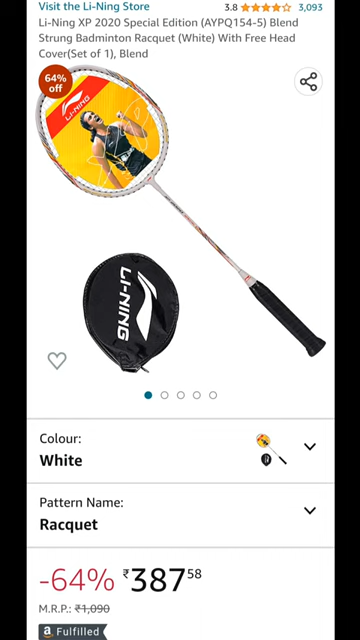 Visit the Li-Ning Store 3.8 3,093
Li-Ning XP 2020 Special Edition (AYPQ154-5) Blend
Strung Badminton Racquet (White) With Free Head
Cover(Set of 1), Blend
64%
off
LI-NING
LI-NING
Colour:
White
Pattern Name:
Racquet
-64% ₹387 58
M.R.P.: ₹1,090
a Fulfilled